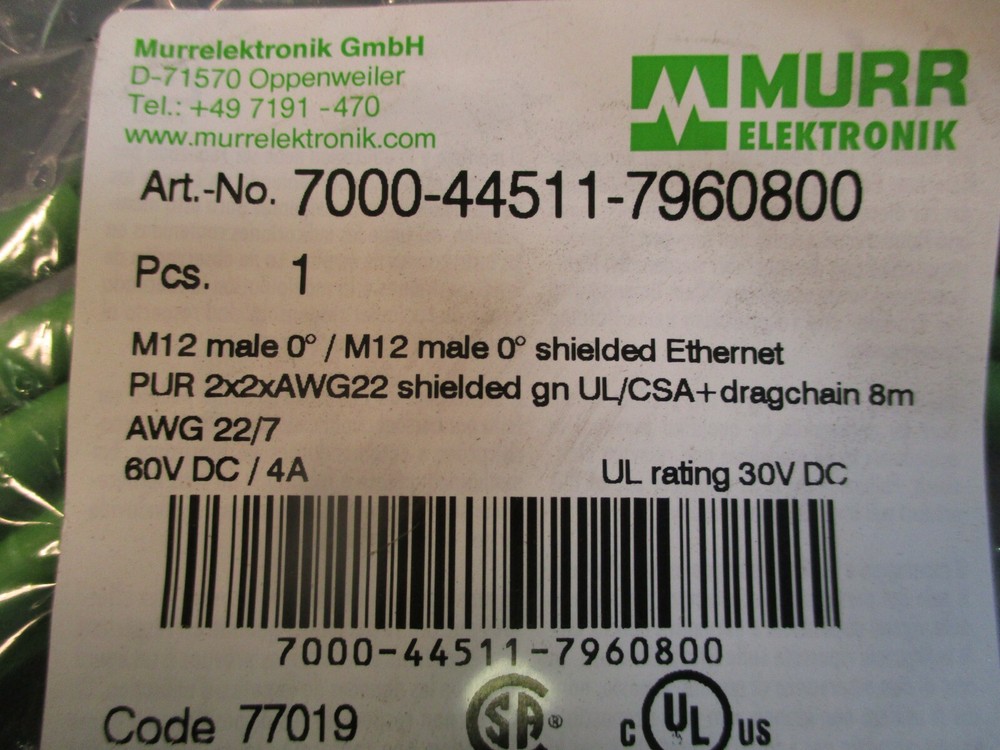 Murrelektronik GmbH
D-71570 Oppenweiler
Tel.: +49 7191 -470
www.murrelektronik.com
MURR
ELEKTRONIK
Art.-No. 7000-44511-7960800
Pcs. 1
M12 male 0° / M12 male 0° shielded Ethernet
PUR 2x2xAWG22 shielded gn UL/CSA+dragchain 8m
AWG 22/7
60V DC / 4A UL rating 30V DC
7000-44511-7960800
Code 77019
SA® c UL US